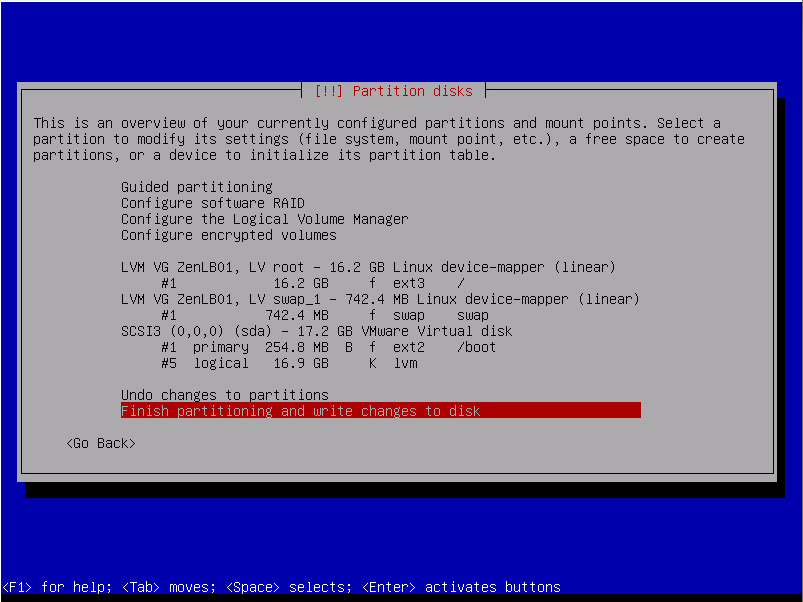 [!!] Partition disks
This is an overview of your currently configured partitions and mount points. Select a
partition to modify its settings (file system, mount point, etc.), a free space to create
partitions, or a device to initialize its partition table.
Guided partitioning
Configure software RAID
Configure the Logical Volume Manager
Configure encrypted volumes
LVM VG ZenLB01, LV root - 16.2 GB Linux device-mapper (linear)
#1 16.2 GB f ext3 /
LVM VG ZenLB01, LV swap_1 - 742.4 MB Linux device-mapper (linear)
#1 742.4 MB f swap swap
SCSI3 (0,0,0) (sda) - 17.2 GB VMware Virtual disk
#1 primary 254.8 MB B f ext2 /boot
#5 logical 16.9 GB K lvm
Undo changes to partitions
Finish partitioning and write changes to disk
<Go Back>
<F1> for help; <Tab> moves; <Space> selects; <Enter> activates buttons